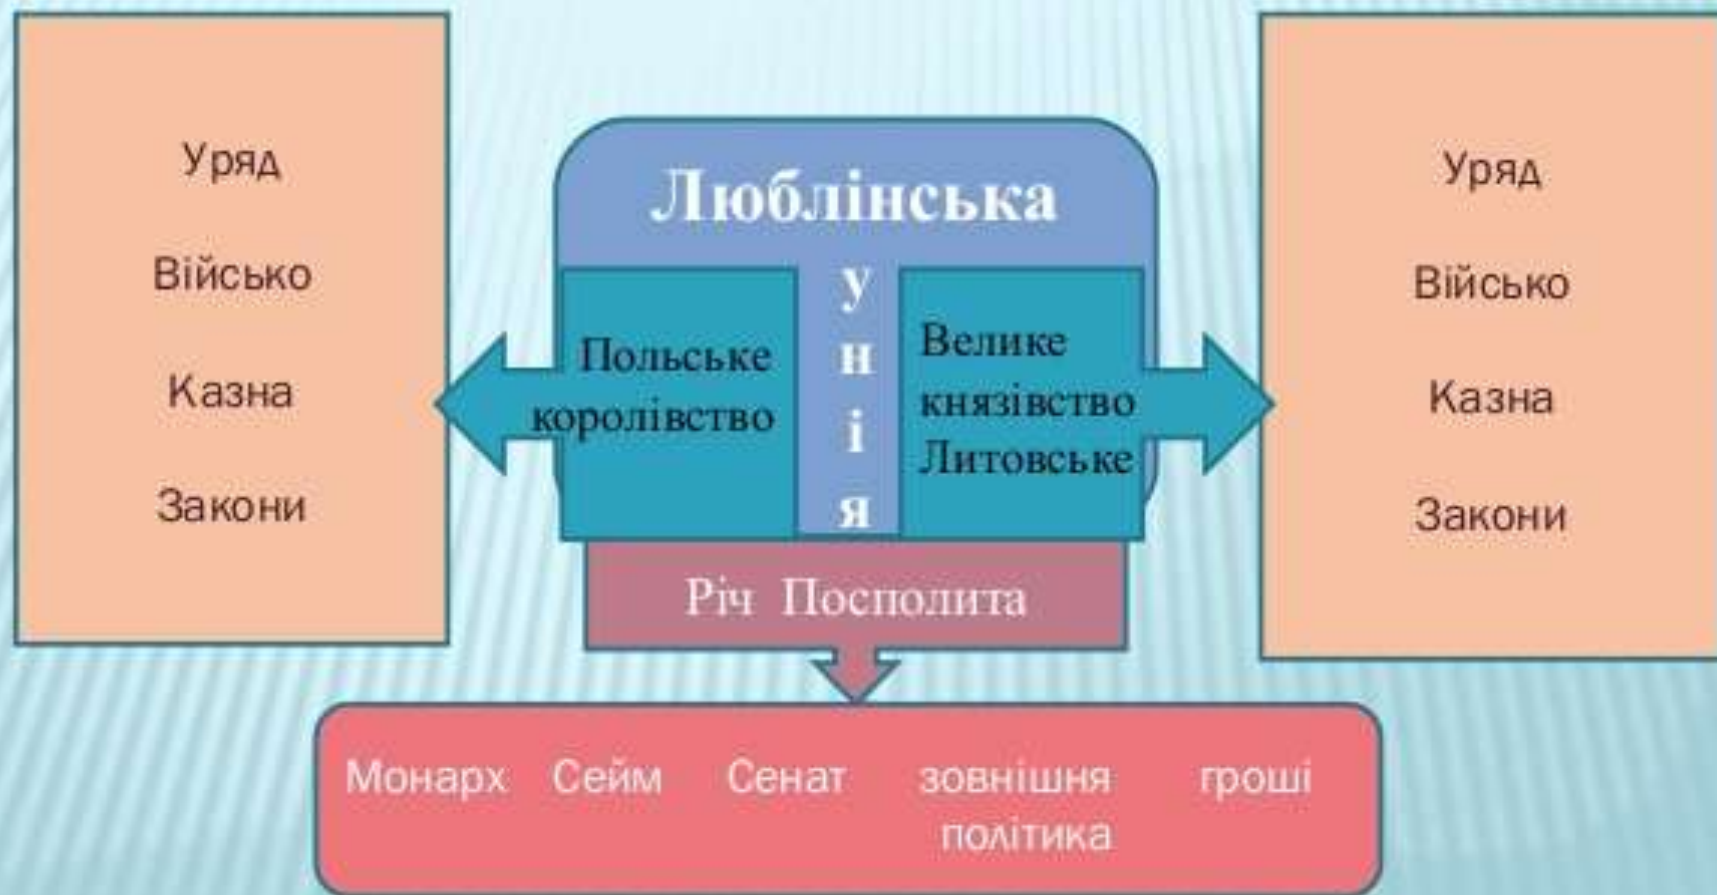 Уряд
Військо
Казна
Закони
Люблінська
унія
Польське
королівство
Велике
князівство
Литовське
Річ Посполита
Уряд
Військо
Казна
Закони
Монарх Сейм Сенат зовнішня гроші
політика